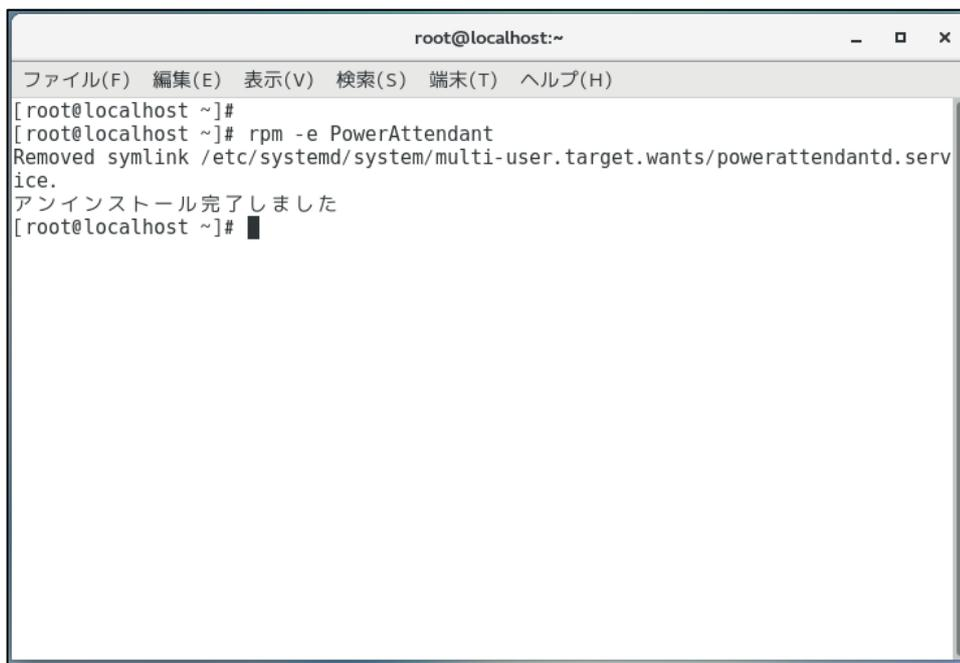 root@localhost:~
ファイル(F) 編集(E) 表示(V) 検索(S) 端末(T) ヘルプ(H)
[root@localhost ~]#
[root@localhost ~]# rpm -e PowerAttendant
Removed symlink /etc/systemd/system/multi-user.target.wants/powerattendantd.serv
ice.
アンインストール完了しました
[root@localhost ~]#